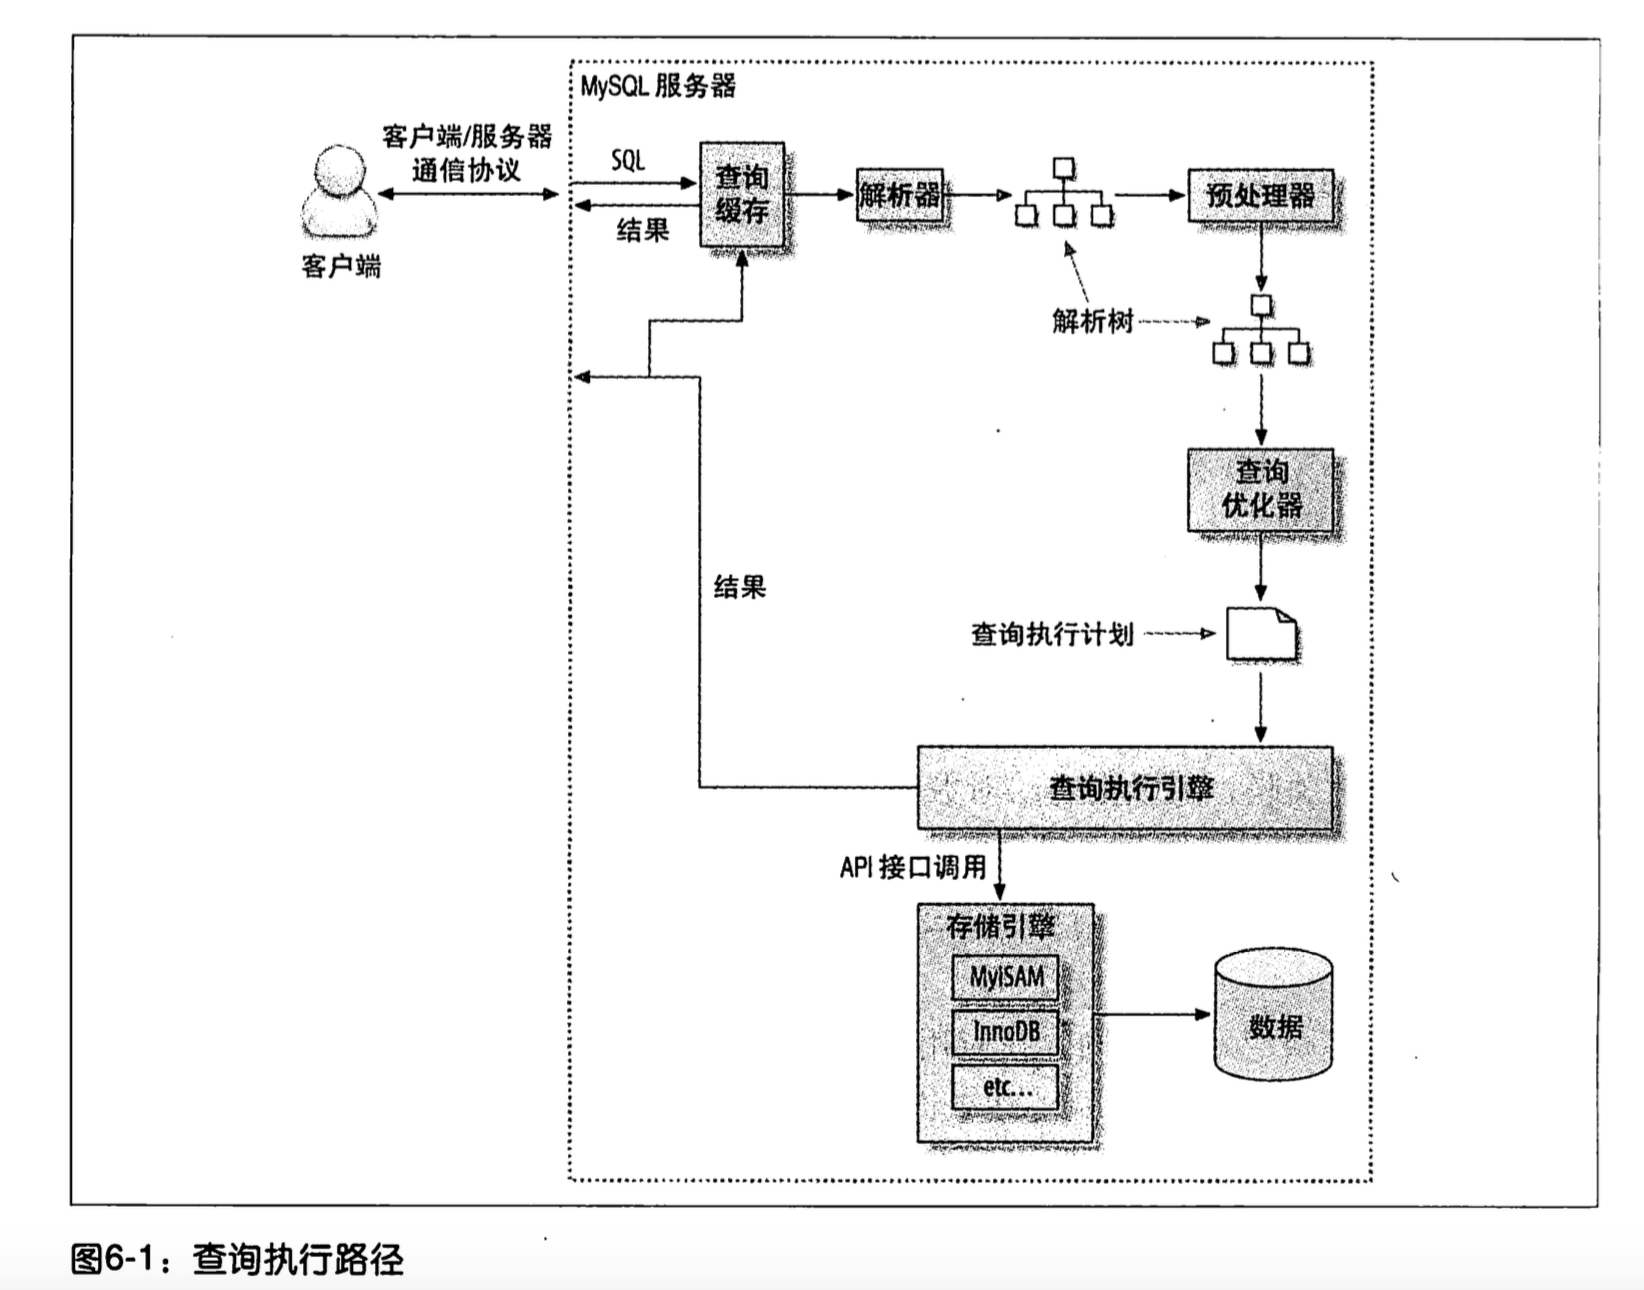 MySQL 服务器
客户端/服务器
通信协议
客户端
SQL
结果
查询
缓存
解析器
预处理器
解析树
查询
优化器
查询执行计划
结果
查询执行引擎
API 接口调用
存储引擎
MyISAM
InnoDB
etc...
数据
图6-1：查询执行路径